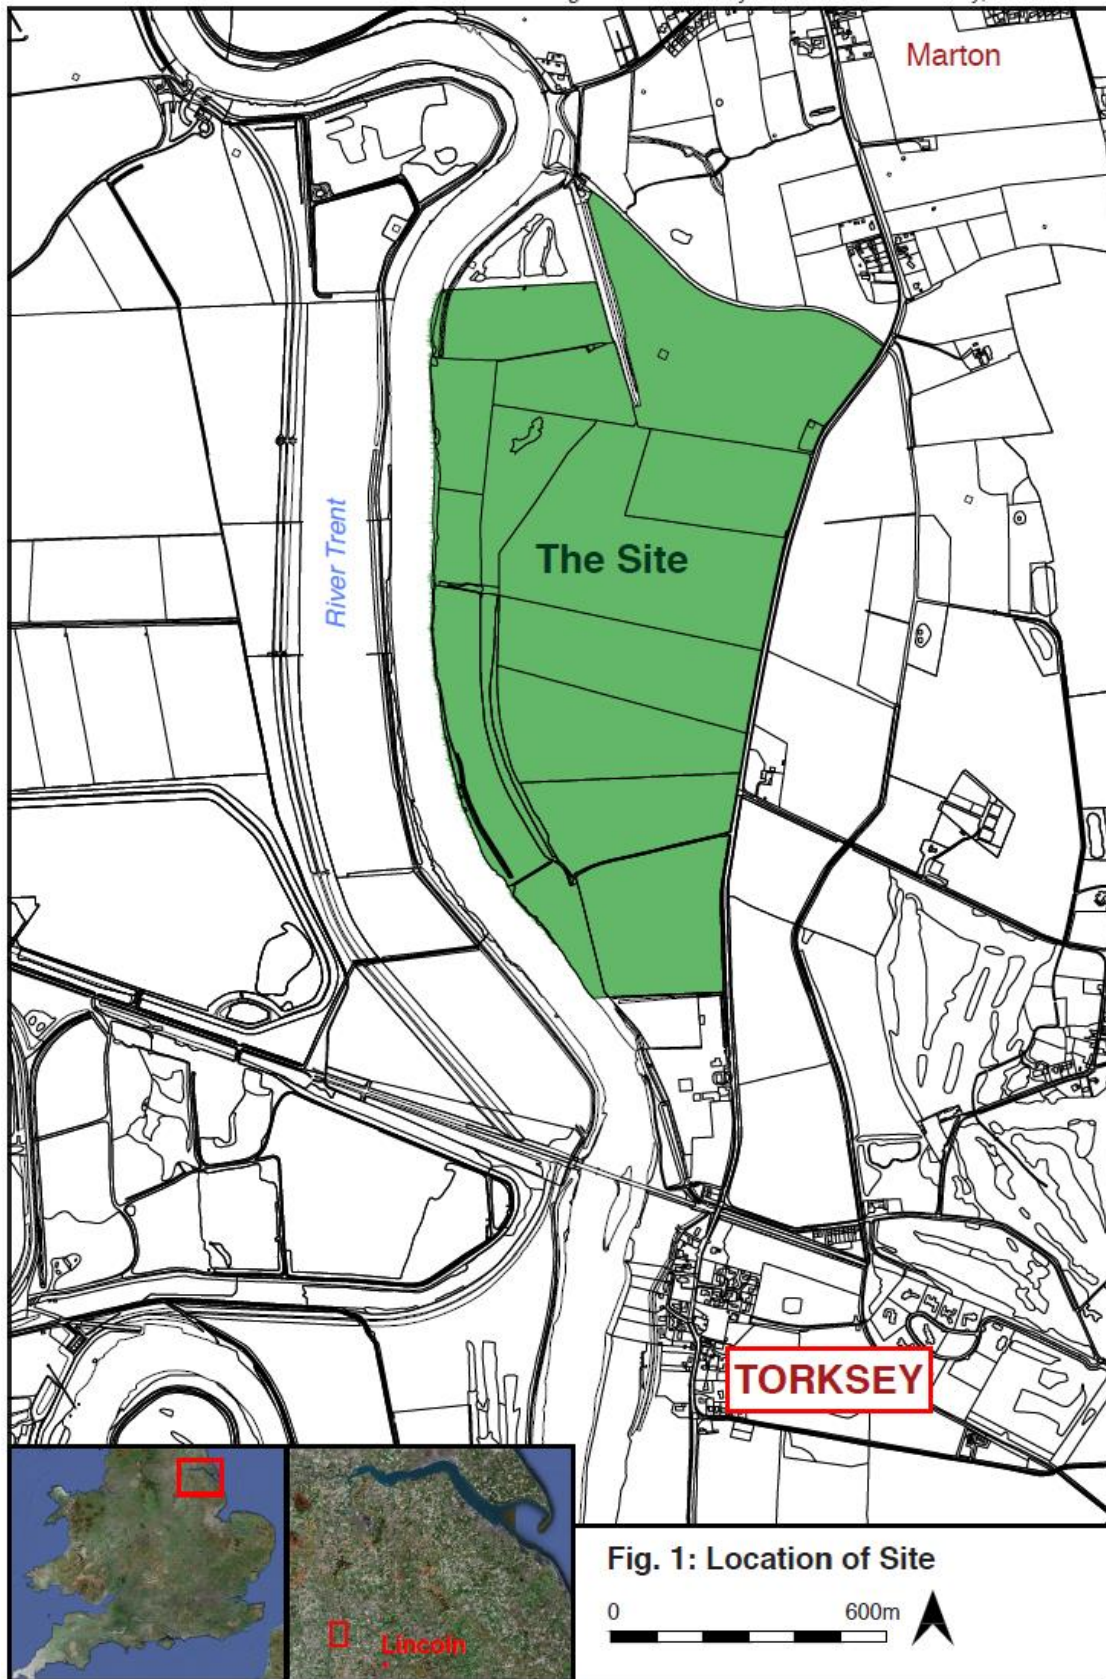 Marton
River Trent
The Site
TORKSEY
Lincoln
Fig. 1: Location of Site
0 600m